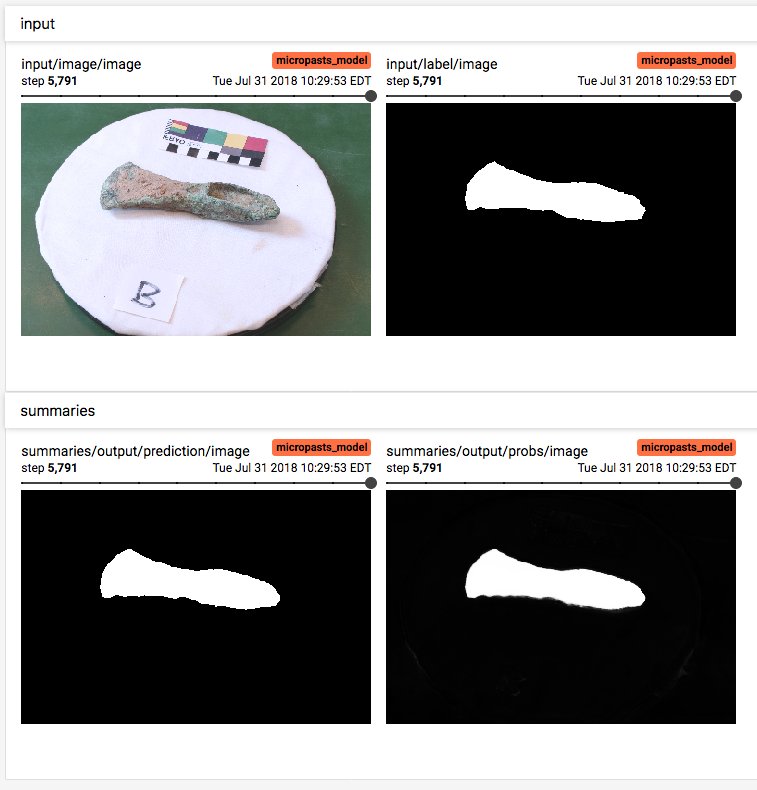 input
input/image/image
micropasts_model
step 5,791
Tue Jul 31 2018 10:29:53 EDT
input/label/image
micropasts_model
step 5,791
Tue Jul 31 2018 10:29:53 EDT
B
summaries
summaries/output/prediction/image
micropasts_model
step 5,791
Tue Jul 31 2018 10:29:53 EDT
summaries/output/probs/image
micropasts_model
step 5,791
Tue Jul 31 2018 10:29:53 EDT